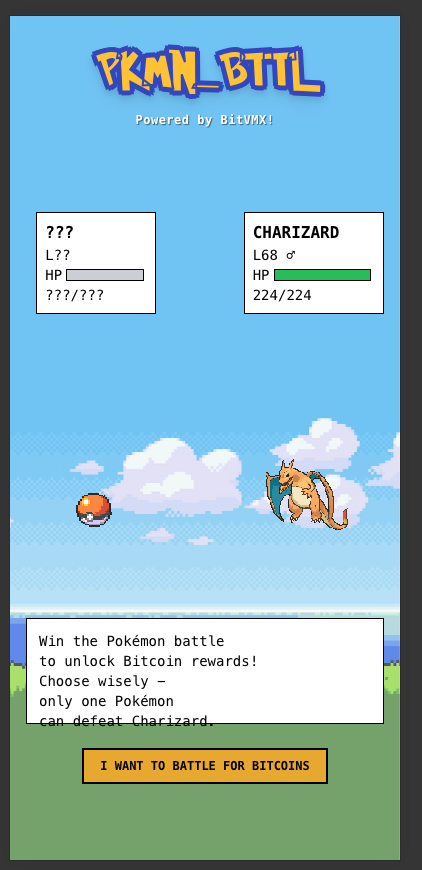 PKMN_BTTL
Powered by BitVMX!
???
L??
HP
???/???
CHARIZARD
L68 ♂
HP
224/224
Win the Pokémon battle
to unlock Bitcoin rewards!
Choose wisely —
only one Pokémon
can defeat Charizard.
I WANT TO BATTLE FOR BITCOINS